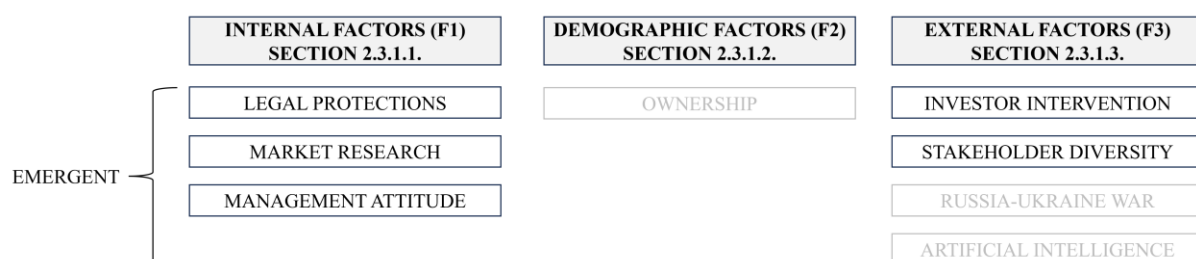 INTERNAL FACTORS (F1)
SECTION 2.3.1.1.
DEMOGRAPHIC FACTORS (F2)
SECTION 2.3.1.2.
EXTERNAL FACTORS (F3)
SECTION 2.3.1.3.
EMERGENT
LEGAL PROTECTIONS
OWNERSHIP
INVESTOR INTERVENTION
MARKET RESEARCH
STAKEHOLDER DIVERSITY
MANAGEMENT ATTITUDE
RUSSIA-UKRAINE WAR
ARTIFICIAL INTELLIGENCE